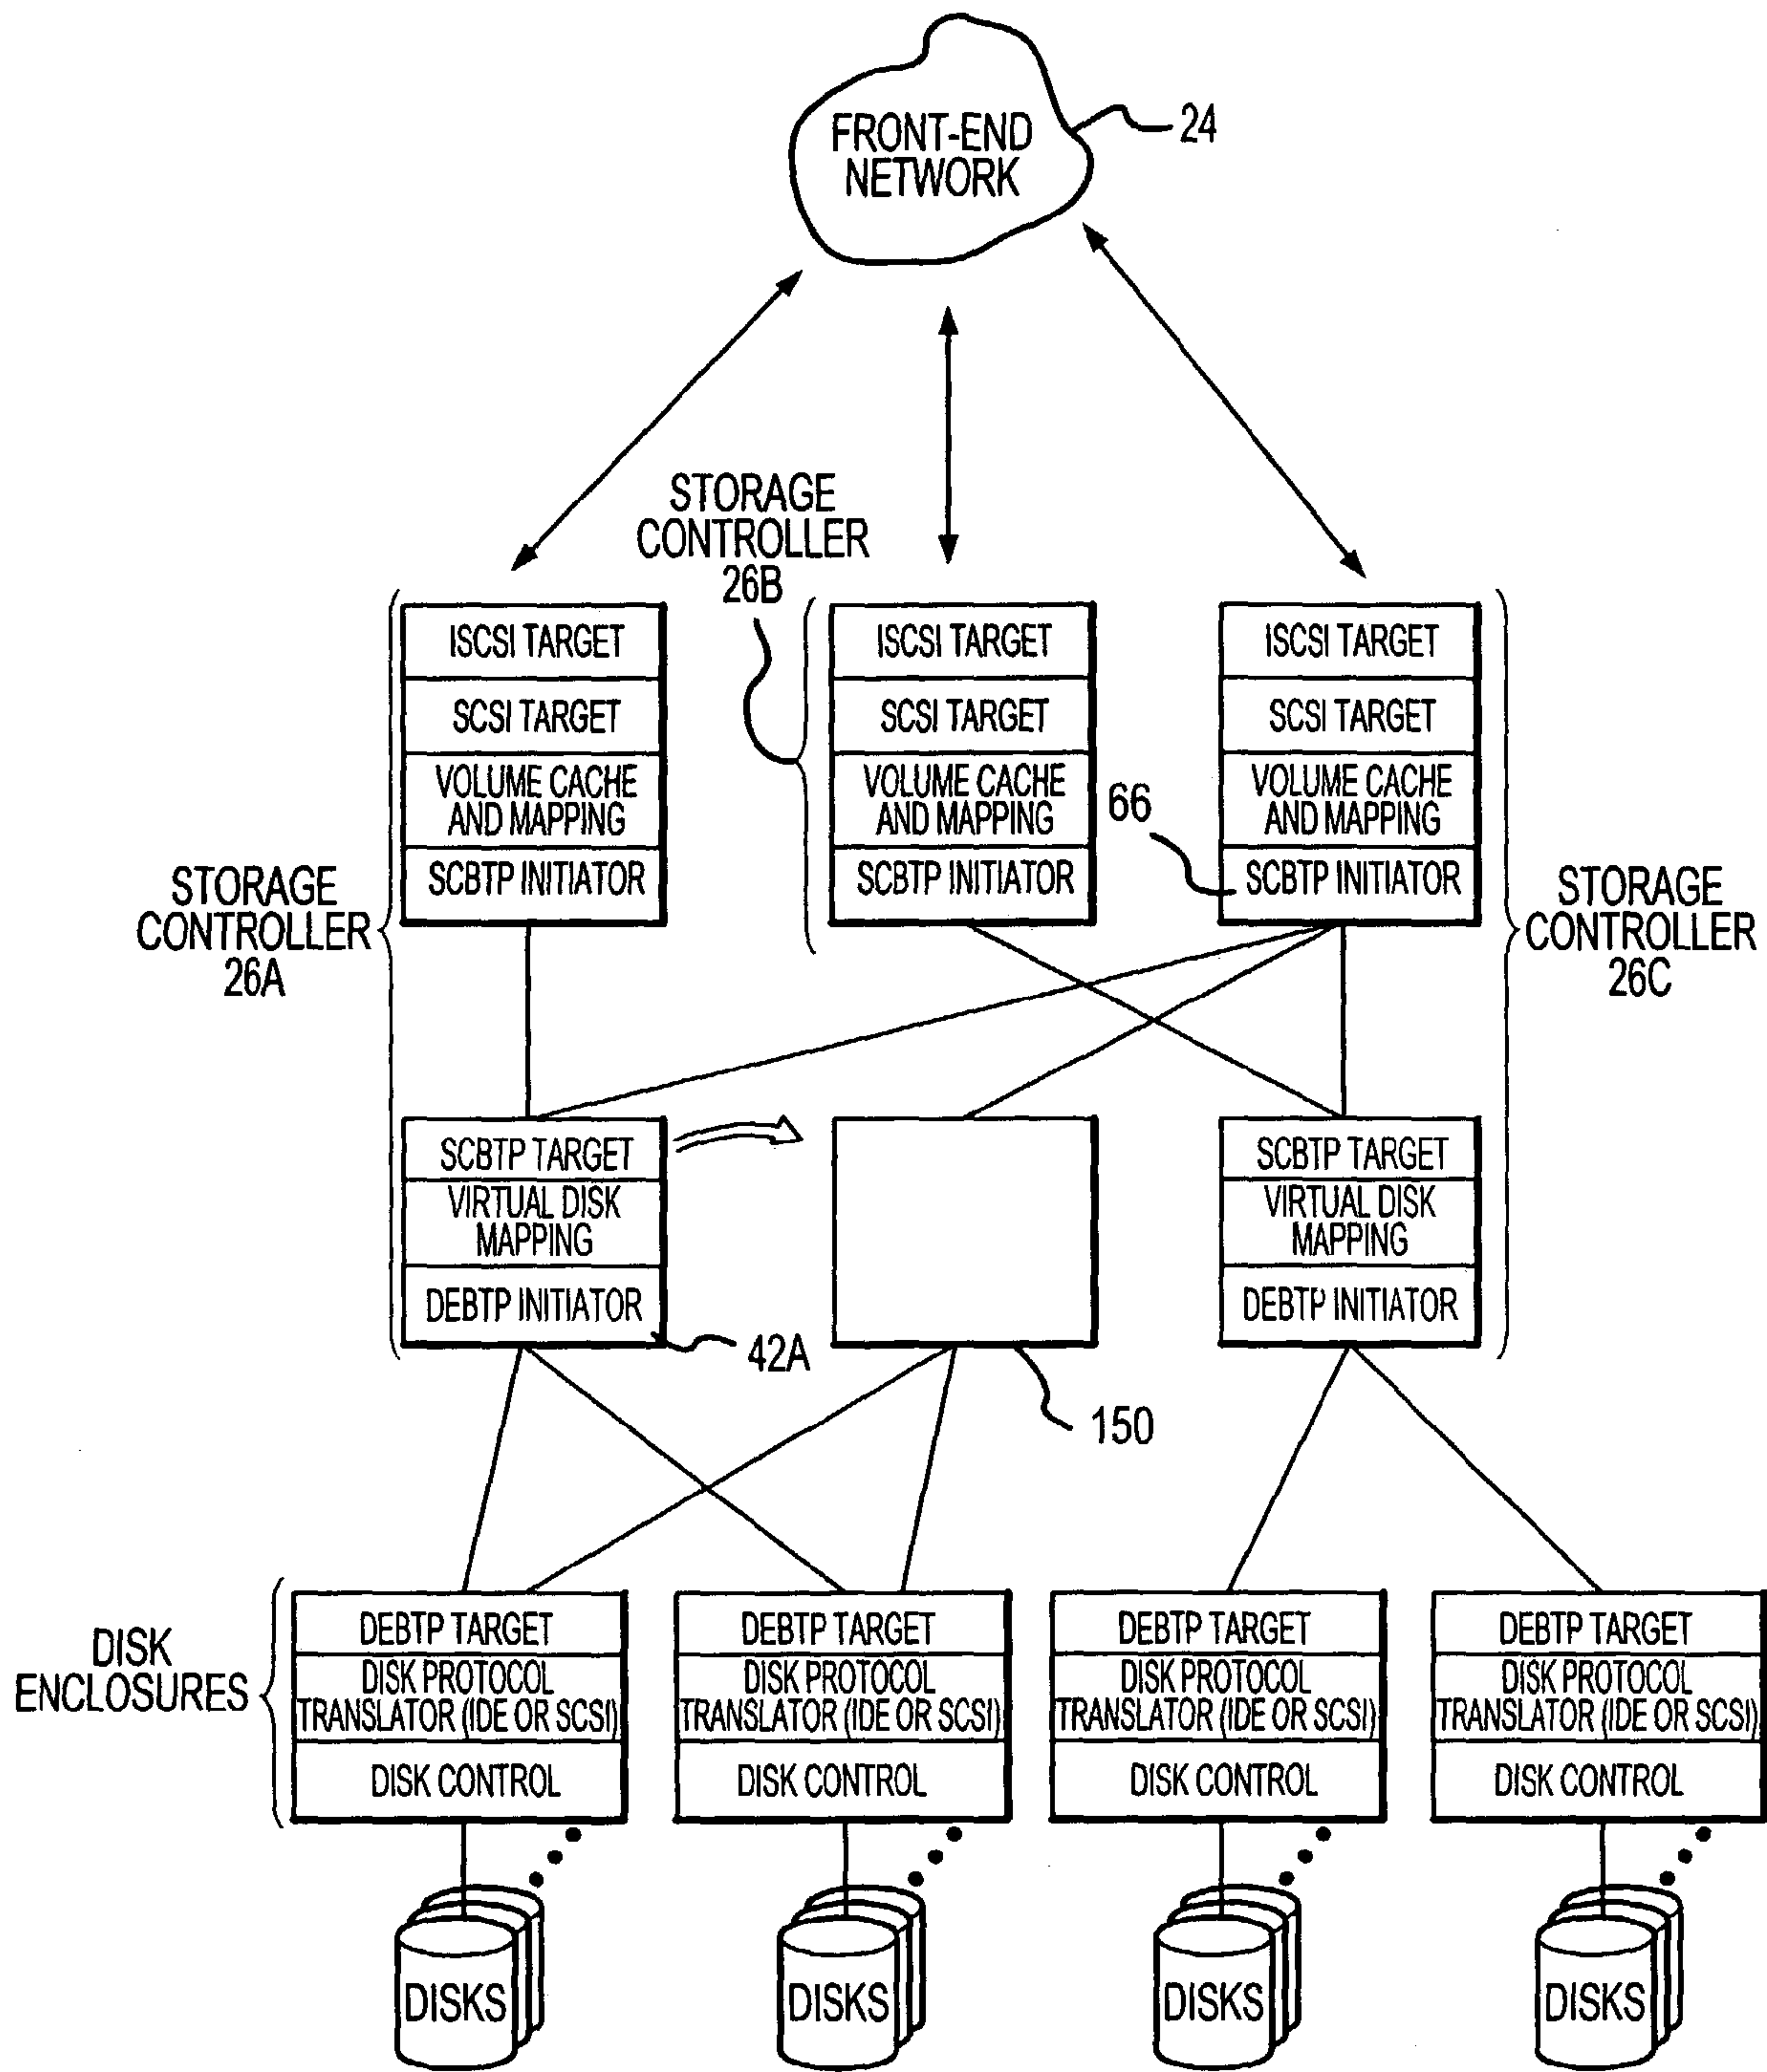 FRONT-END
NETWORK
24
STORAGE
CONTROLLER
26B
ISCSI TARGET
SCSI TARGET
VOLUME CACHE
AND MAPPING
SCBTP INITIATOR
ISCSI TARGET
SCSI TARGET
VOLUME CACHE
AND MAPPING
SCBTP INITIATOR
66
ISCSI TARGET
SCSI TARGET
VOLUME CACHE
AND MAPPING
SCBTP INITIATOR
STORAGE
CONTROLLER
26A
STORAGE
CONTROLLER
26C
SCBTP TARGET
VIRTUAL DISK
MAPPING
DEBTP INITIATOR
42A
150
SCBTP TARGET
VIRTUAL DISK
MAPPING
DEBTP INITIATOR
DISK
ENCLOSURES
DEBTP TARGET
DISK PROTOCOL
TRANSLATOR (IDE OR SCSI)
DISK CONTROL
DEBTP TARGET
DISK PROTOCOL
TRANSLATOR (IDE OR SCSI)
DISK CONTROL
DEBTP TARGET
DISK PROTOCOL
TRANSLATOR (IDE OR SCSI)
DISK CONTROL
DEBTP TARGET
DISK PROTOCOL
TRANSLATOR (IDE OR SCSI)
DISK CONTROL
DISKS
DISKS
DISKS
DISKS